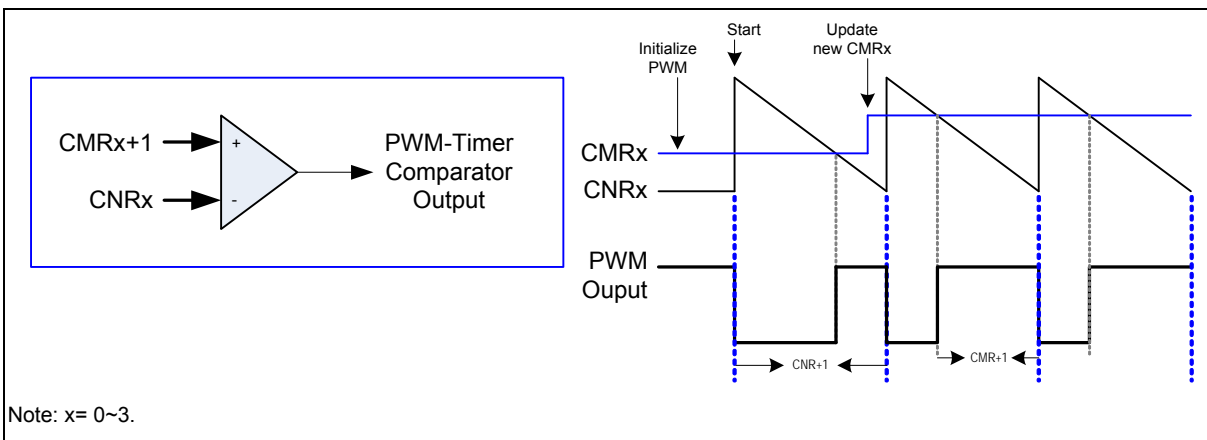 CMRx+1
CNRx
+
-
PWM-Timer
Comparator
Output
Initialize
PWM
Start
Update
new CMRx
CMRx
CNRx
PWM
Ouput
CNR+1
CMR+1
Note: x= 0~3.